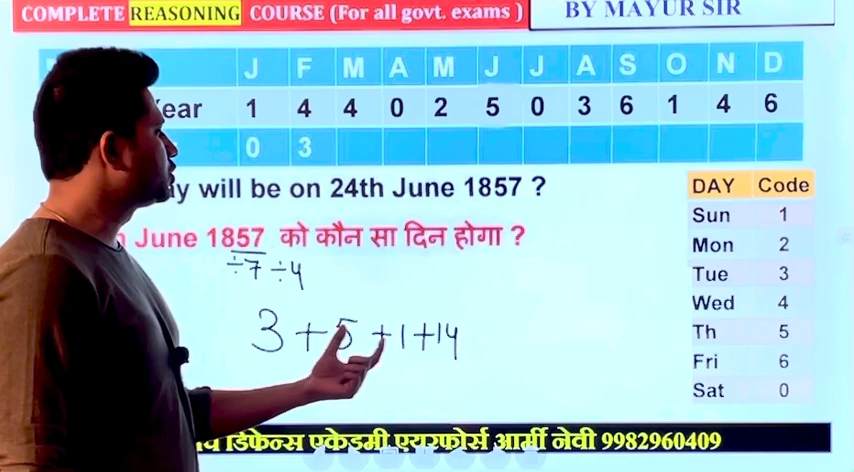 COMPLETE REASONING COURSE (For all govt. exams ) BY MAYUR SIR
J F M A M J J A S O N D
ear 1 4 4 0 2 5 0 3 6 1 4 6
0 3
y will be on 24th June 1857 ?
June 1857 को कौन सा दिन होगा ?
÷7 ÷4
3+5+1+14
DAY Code
Sun 1
Mon 2
Tue 3
Wed 4
Th 5
Fri 6
Sat 0
डिफेन्स एकेडमी एयरफोर्स आर्मी नेवी 9982960409